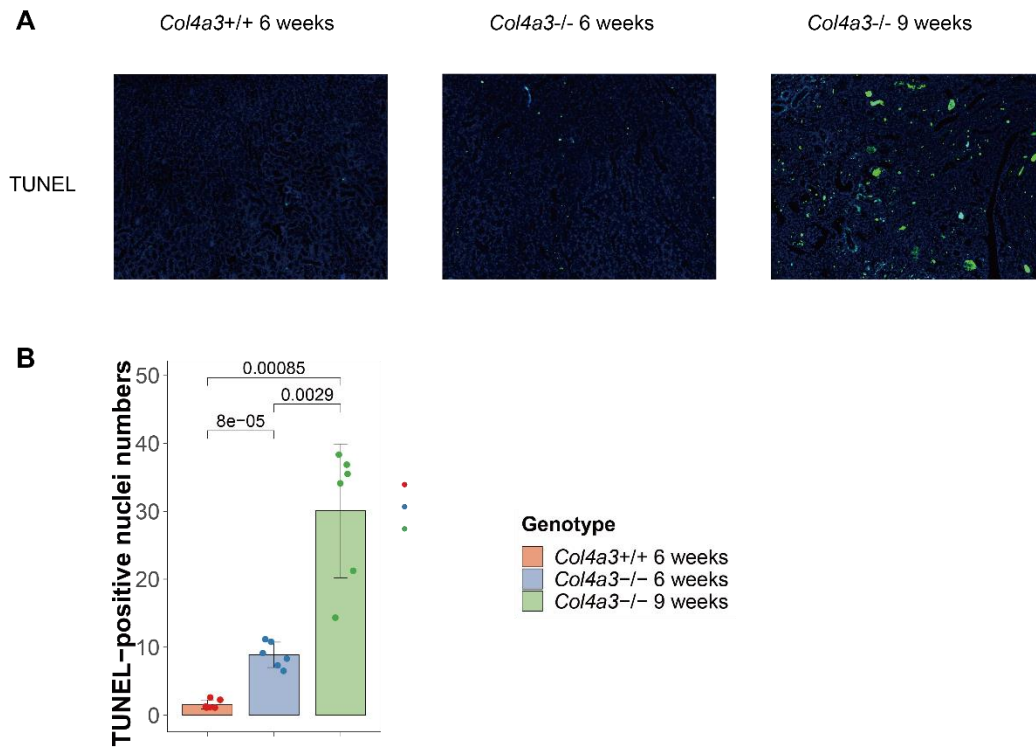 A
Col4a3+/+ 6 weeks
Col4a3-/- 6 weeks
Col4a3-/- 9 weeks
TUNEL
B
TUNEL−positive nuclei numbers
50
40
30
20
10
0
0.00085
0.0029
8e−05
Genotype
Col4a3+/+ 6 weeks
Col4a3−/− 6 weeks
Col4a3−/− 9 weeks